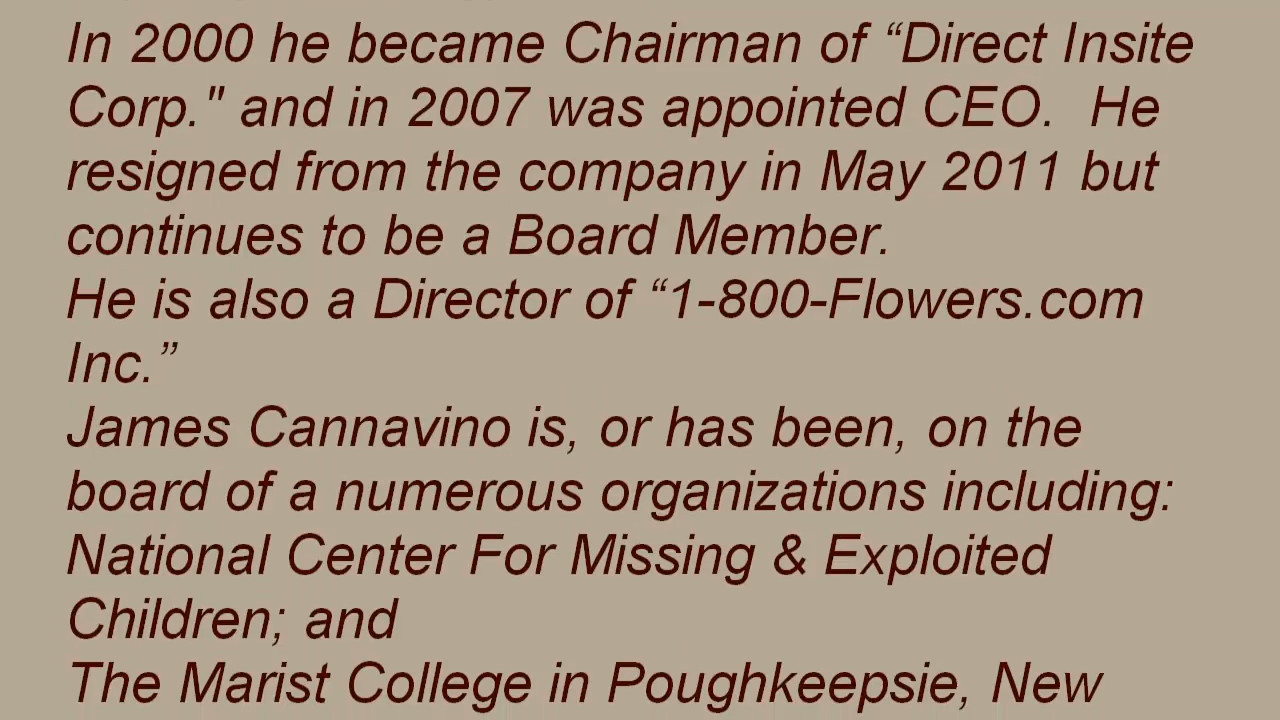 In 2000 he became Chairman of “Direct Insite
Corp." and in 2007 was appointed CEO.  He
resigned from the company in May 2011 but
continues to be a Board Member.
He is also a Director of “1-800-Flowers.com
Inc.”
James Cannavino is, or has been, on the
board of a numerous organizations including:
National Center For Missing & Exploited
Children; and
The Marist College in Poughkeepsie, New